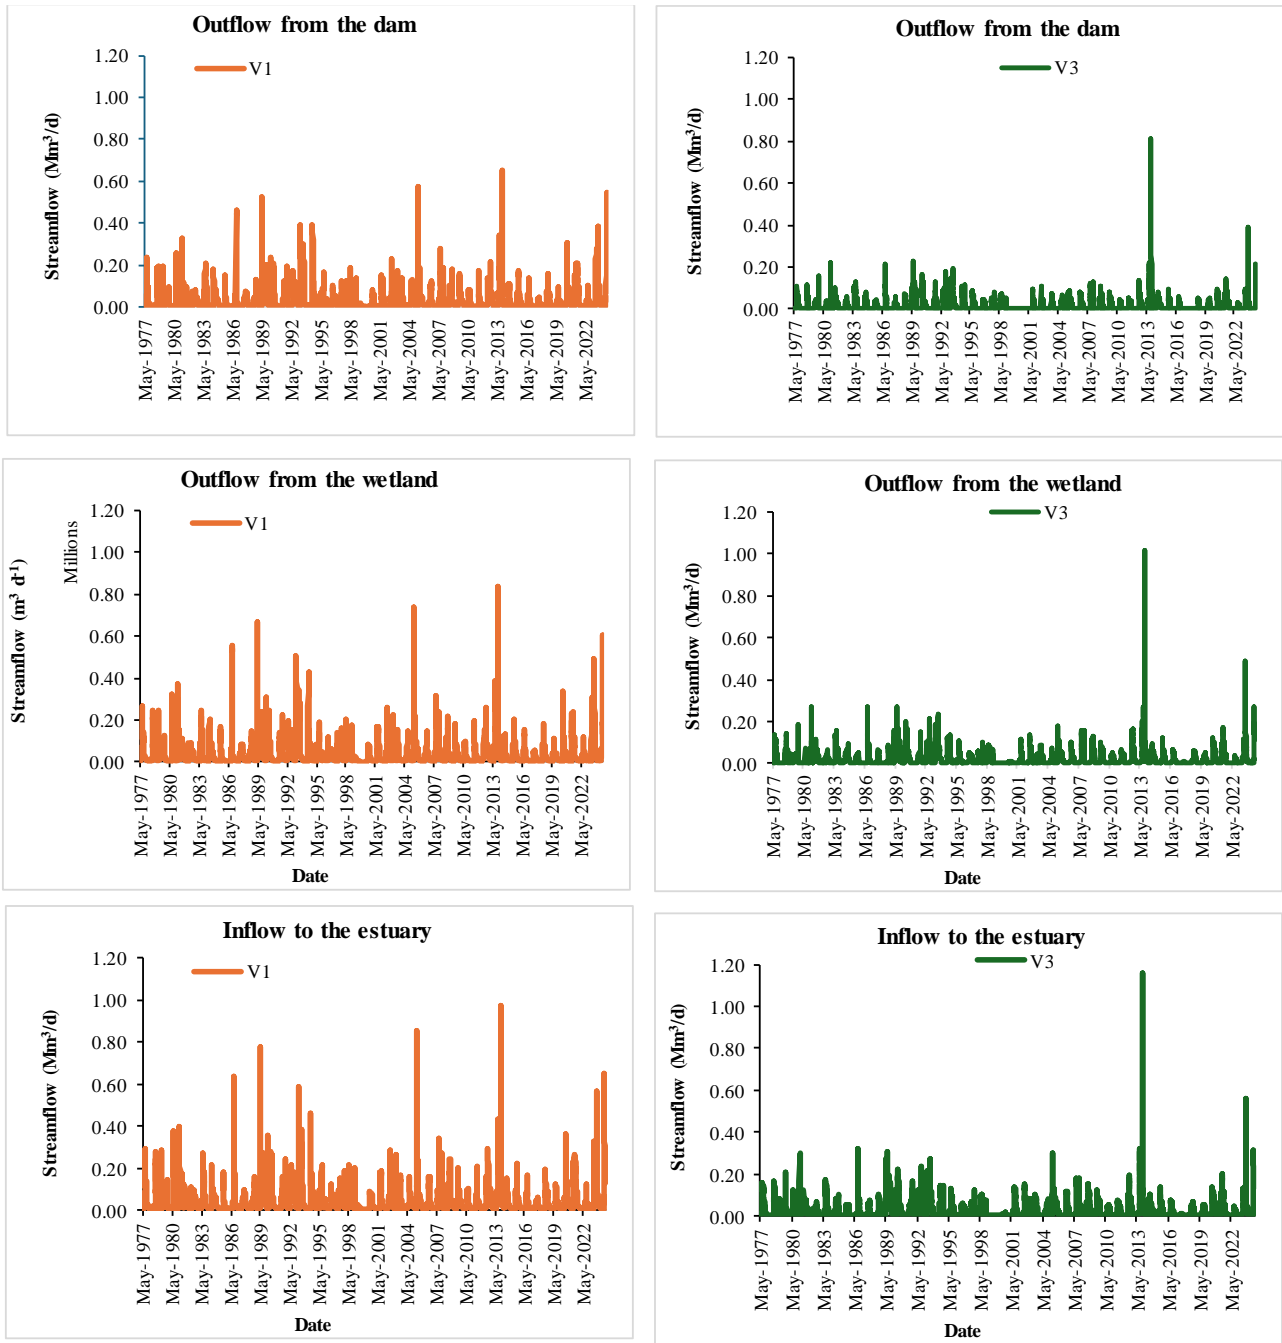 Outflow from the dam
V1
Streamflow (Mm³/d)
1.20
1.00
0.80
0.60
0.40
0.20
0.00
May-1977
May-1980
May-1983
May-1986
May-1989
May-1992
May-1995
May-1998
May-2001
May-2004
May-2007
May-2010
May-2013
May-2016
May-2019
May-2022
Outflow from the dam
V3
Streamflow (Mm³/d)
1.20
1.00
0.80
0.60
0.40
0.20
0.00
May-1977
May-1980
May-1983
May-1986
May-1989
May-1992
May-1995
May-1998
May-2001
May-2004
May-2007
May-2010
May-2013
May-2016
May-2019
May-2022
Outflow from the wetland
V1
Streamflow (m³ d⁻¹)
Millions
1.20
1.00
0.80
0.60
0.40
0.20
0.00
May-1977
May-1980
May-1983
May-1986
May-1989
May-1992
May-1995
May-1998
May-2001
May-2004
May-2007
May-2010
May-2013
May-2016
May-2019
May-2022
Date
Outflow from the wetland
V3
Streamflow (Mm³/d)
1.20
1.00
0.80
0.60
0.40
0.20
0.00
May-1977
May-1980
May-1983
May-1986
May-1989
May-1992
May-1995
May-1998
May-2001
May-2004
May-2007
May-2010
May-2013
May-2016
May-2019
May-2022
Date
Inflow to the estuary
V1
Streamflow (Mm³/d)
1.20
1.00
0.80
0.60
0.40
0.20
0.00
May-1977
May-1980
May-1983
May-1986
May-1989
May-1992
May-1995
May-1998
May-2001
May-2004
May-2007
May-2010
May-2013
May-2016
May-2019
May-2022
Date
Inflow to the estuary
V3
Streamflow (Mm³/d)
1.20
1.00
0.80
0.60
0.40
0.20
0.00
May-1977
May-1980
May-1983
May-1986
May-1989
May-1992
May-1995
May-1998
May-2001
May-2004
May-2007
May-2010
May-2013
May-2016
May-2019
May-2022
Date